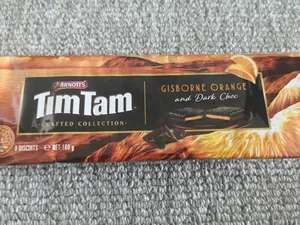 ARNOTT'S
TimTam
CRAFTED COLLECTION
GISBORNE ORANGE
and Dark Choc
9 BISCUITS e NET 160 g